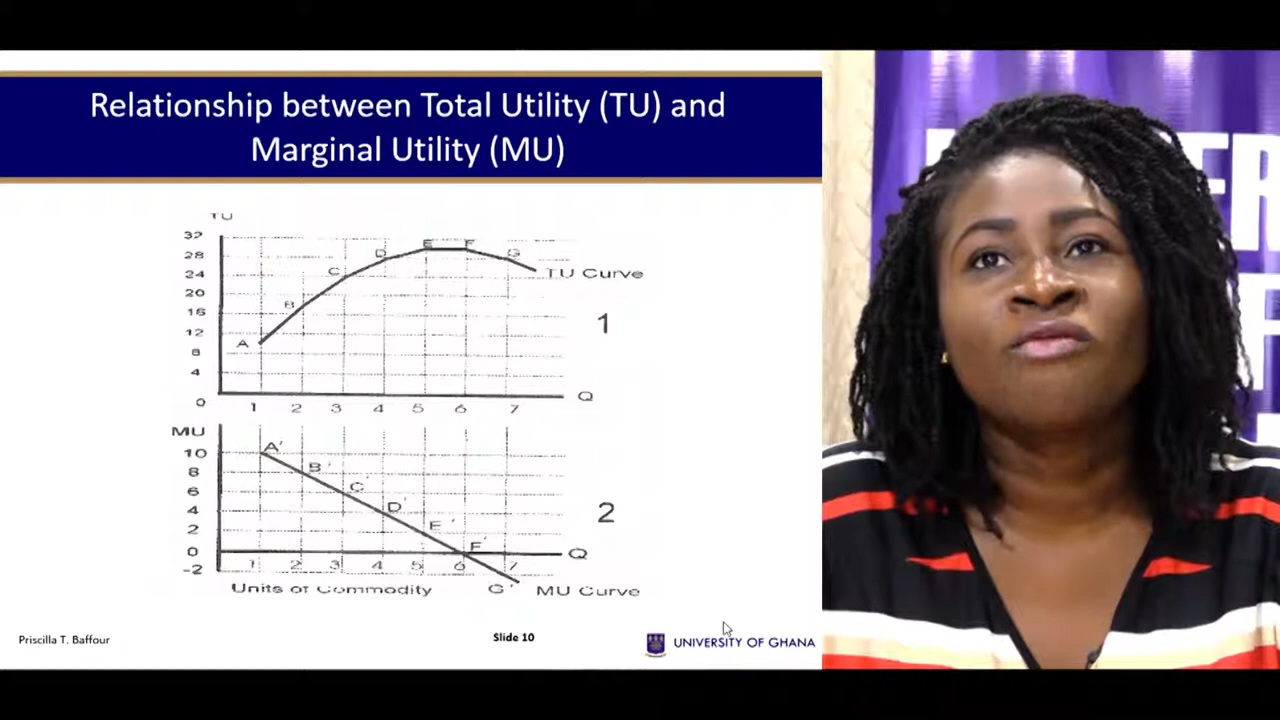 Relationship between Total Utility (TU) and
Marginal Utility (MU)
TU
32
28
24
20
16
12
8
4
0
A
B
C
D
E
F
G
TU Curve
1
Q
1 2 3 4 5 6 7
MU
10
8
6
4
2
0
-2
A'
B'
C'
D'
E'
F'
G'
2
Q
1 2 3 4 5 6 7
Units of Commodity
MU Curve
Priscilla T. Baffour
Slide 10
UNIVERSITY OF GHANA